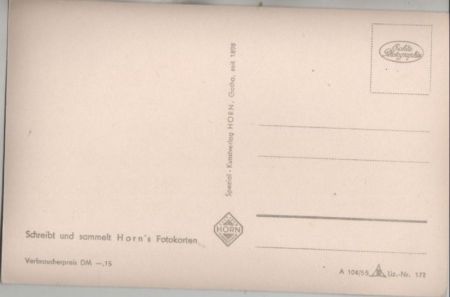 Echte
Photographie
Spezial - Kunstverlag HORN, Gotha, seit 1898
HORN
Schreibt und sammelt Horn's Fotokarten
Verbraucherpreis DM —,15
A 104/55 Liz.-Nr. 172